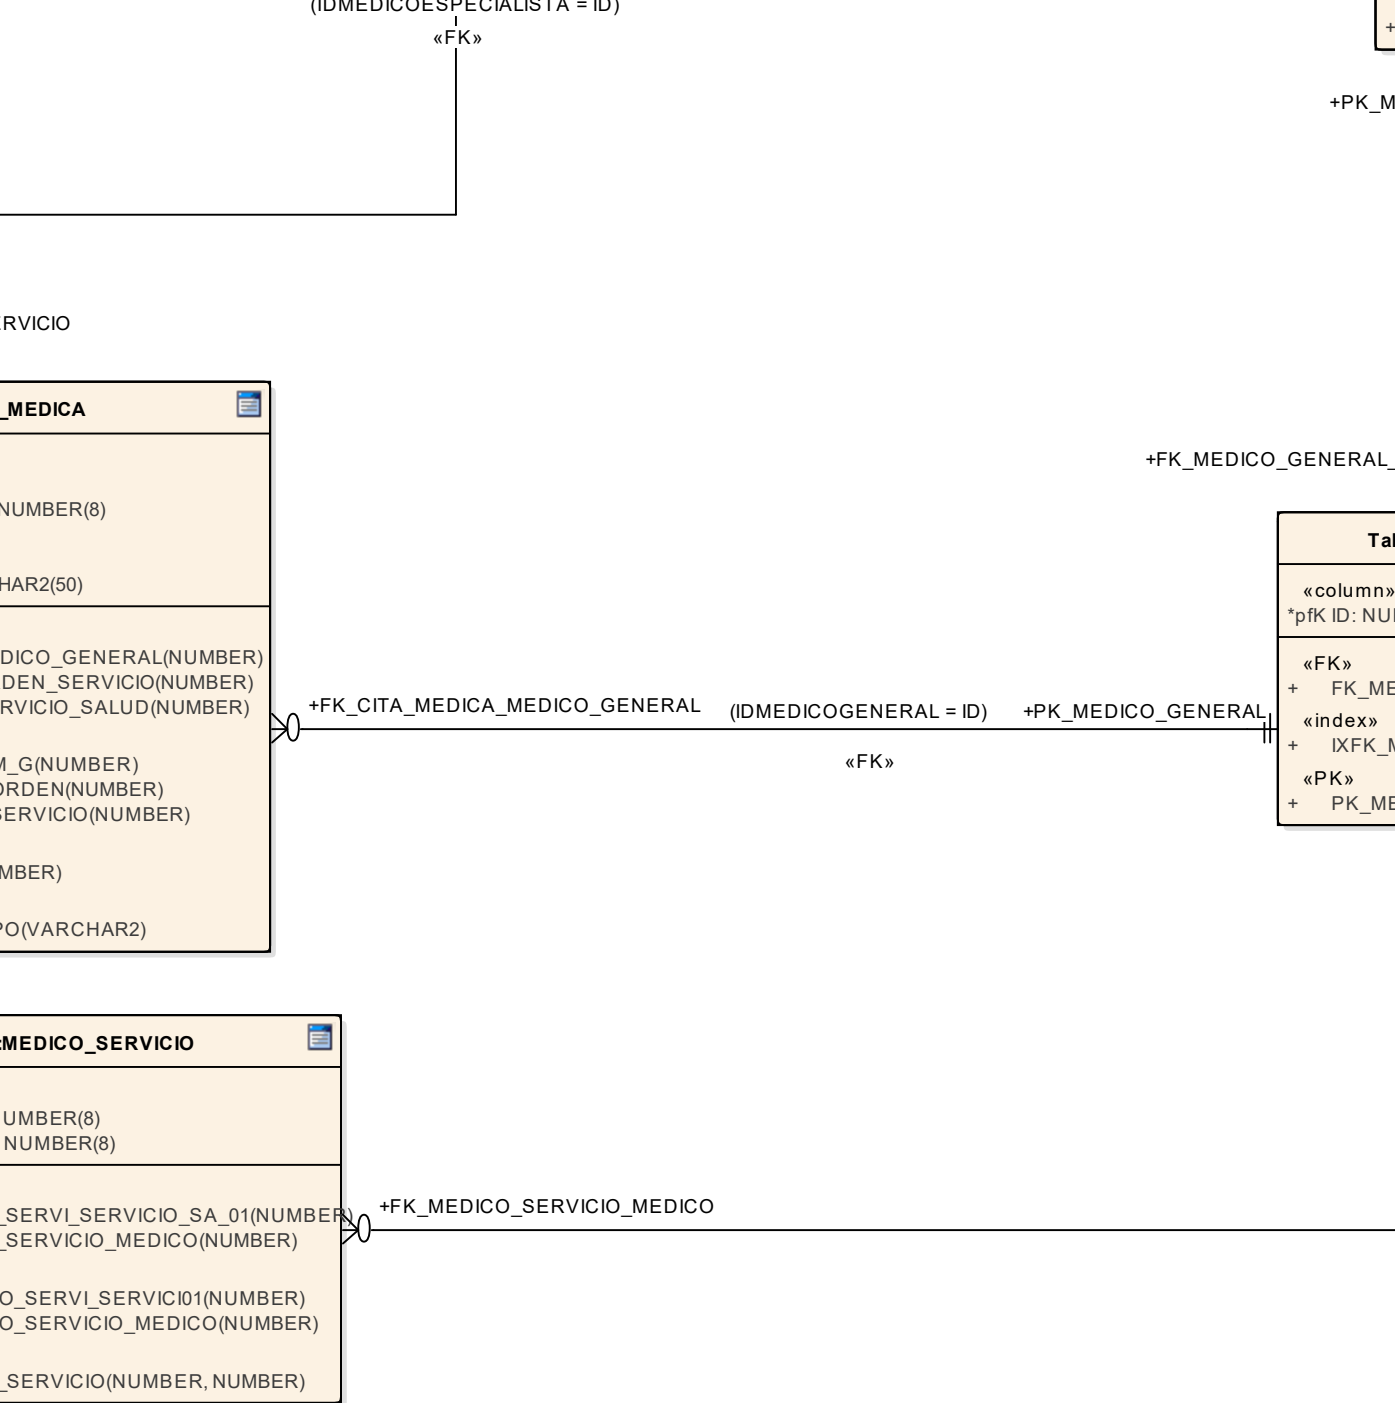 (IDMEDICOESPECIALISTA = ID)
«FK»
+
+PK_M
ERVICIO
_MEDICA
NUMBER(8)
HAR2(50)
DICO_GENERAL(NUMBER)
DEN_SERVICIO(NUMBER)
RVICIO_SALUD(NUMBER)
M_G(NUMBER)
ORDEN(NUMBER)
SERVICIO(NUMBER)
MBER)
PO(VARCHAR2)
+FK_CITA_MEDICA_MEDICO_GENERAL
(IDMEDICOGENERAL = ID)
+PK_MEDICO_GENERAL
«FK»
+FK_MEDICO_GENERAL_
Tal
«column»
*pfK ID: NUM
«FK»
+ FK_ME
«index»
+ IXFK_M
«PK»
+ PK_ME
:MEDICO_SERVICIO
UMBER(8)
NUMBER(8)
_SERVI_SERVICIO_SA_01(NUMBER)
_SERVICIO_MEDICO(NUMBER)
O_SERVI_SERVICI01(NUMBER)
O_SERVICIO_MEDICO(NUMBER)
_SERVICIO(NUMBER, NUMBER)
+FK_MEDICO_SERVICIO_MEDICO